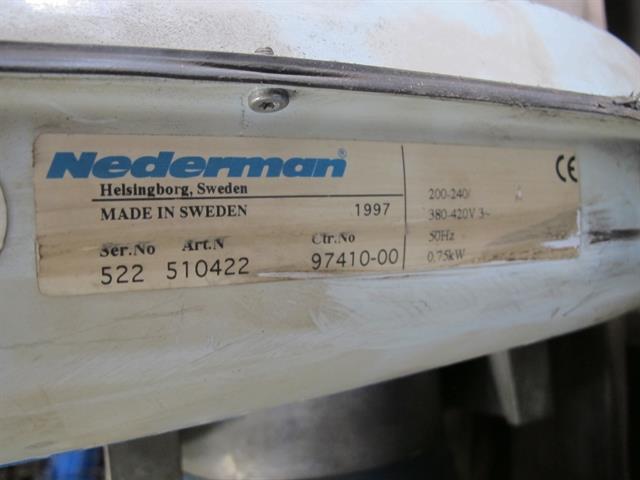 Nederman®
Helsingborg, Sweden
MADE IN SWEDEN 1997
Ser.No Art.N Ctr.No
522 510422 97410-00
CE
200-240/
380-420V 3~
50Hz
0,75kW